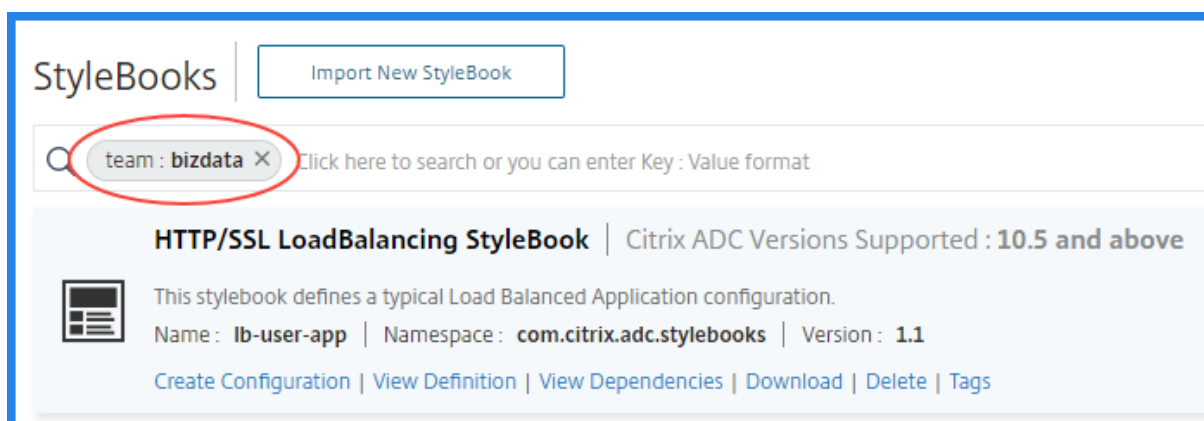 StyleBooks | Import New StyleBook
team : bizdata × Click here to search or you can enter Key : Value format
HTTP/SSL LoadBalancing StyleBook | Citrix ADC Versions Supported : 10.5 and above
This stylebook defines a typical Load Balanced Application configuration.
Name : lb-user-app | Namespace : com.citrix.adc.stylebooks | Version : 1.1
Create Configuration | View Definition | View Dependencies | Download | Delete | Tags